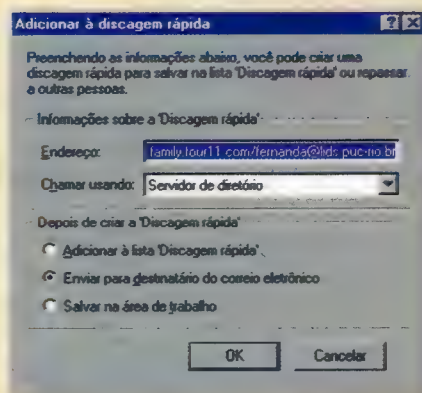 Adicionar à discagem rápida
Preenchendo as informações abaixo, você pode criar uma
discagem rápida para salvar na lista 'Discagem rápida' ou repassar
a outras pessoas.
Informações sobre a 'Discagem rápida'
Endereço: family.four11.com/fernanda@lids.puc-rio.br
Chamar usando: Servidor de diretório
Depois de criar a 'Discagem rápida'
Adicionar à lista 'Discagem rápida'.
Enviar para destinatário do correio eletrônico
Salvar na área de trabalho
OK Cancelar